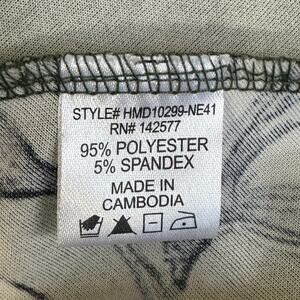 STYLE# HMD10299-NE41
RN# 142577
95% POLYESTER
5% SPANDEX
MADE IN
CAMBODIA